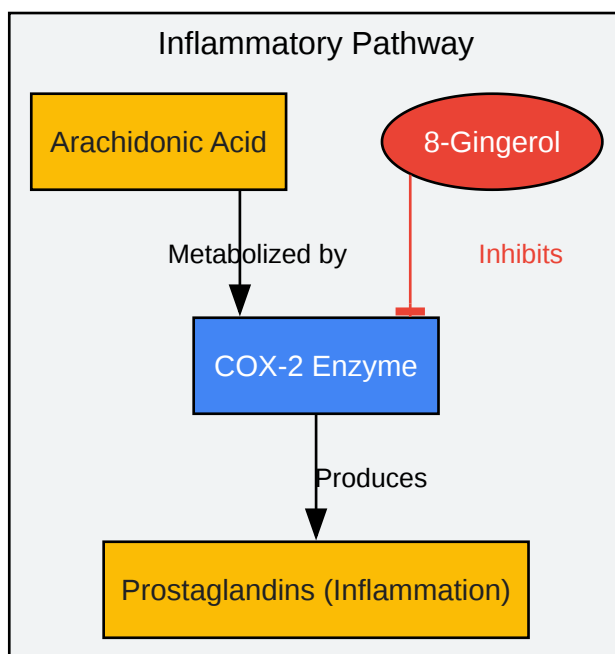 Inflammatory Pathway
Arachidonic Acid
8-Gingerol
Metabolized by
Inhibits
COX-2 Enzyme
Produces
Prostaglandins (Inflammation)